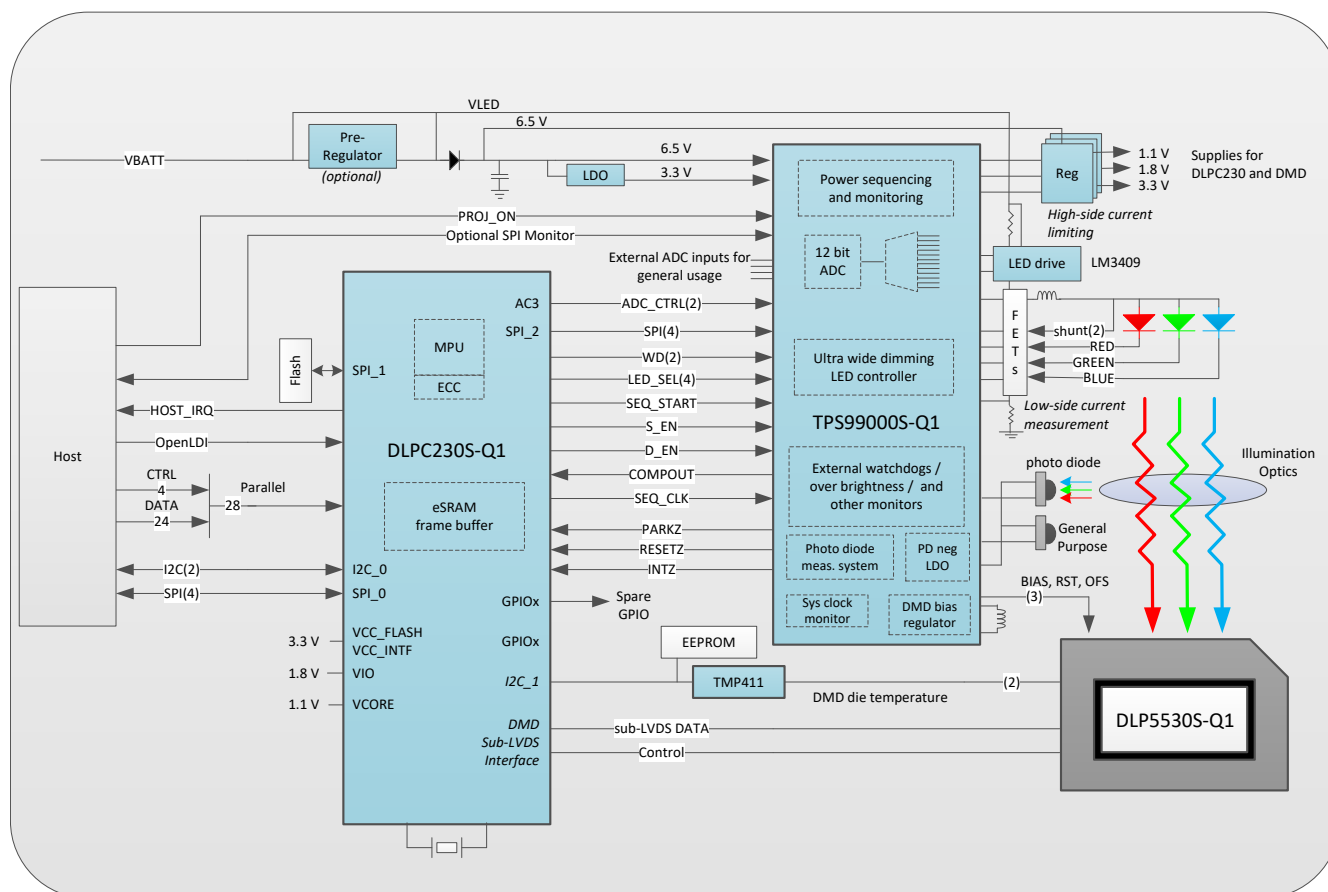 VLED
6.5 V
VBATT
Pre-
Regulator
(optional)
6.5 V
LDO
3.3 V
Reg
1.1 V
1.8 V
3.3 V
Supplies for
DLPC230 and DMD
High-side current
limiting
Power sequencing
and monitoring
PROJ_ON
Optional SPI Monitor
12 bit
ADC
External ADC inputs for
general usage
LED drive
LM3409
Host
Flash
SPI_1
HOST_IRQ
OpenLDI
CTRL
4
DATA
24
28
Parallel
I2C(2)
I2C_0
SPI(4)
SPI_0
3.3 V
VCC_FLASH
VCC_INTF
1.8 V
VIO
1.1 V
VCORE
AC3
SPI_2
MPU
ECC
DLPC230S-Q1
eSRAM
frame buffer
GPIOx
GPIOx
I2C_1
DMD
Sub-LVDS
Interface
ADC_CTRL(2)
SPI(4)
WD(2)
LED_SEL(4)
SEQ_START
S_EN
D_EN
COMPOUT
SEQ_CLK
PARKZ
RESETZ
INTZ
Spare
GPIO
EEPROM
TMP411
DMD die temperature
(2)
sub-LVDS DATA
Control
Ultra wide dimming
LED controller
TPS99000S-Q1
External watchdogs /
over brightness / and
other monitors
Photo diode
meas. system
PD neg
LDO
Sys clock
monitor
DMD bias
regulator
F
E
T
s
shunt(2)
RED
GREEN
BLUE
Low-side current
measurement
photo diode
Illumination
Optics
General
Purpose
BIAS, RST, OFS
(3)
DLP5530S-Q1